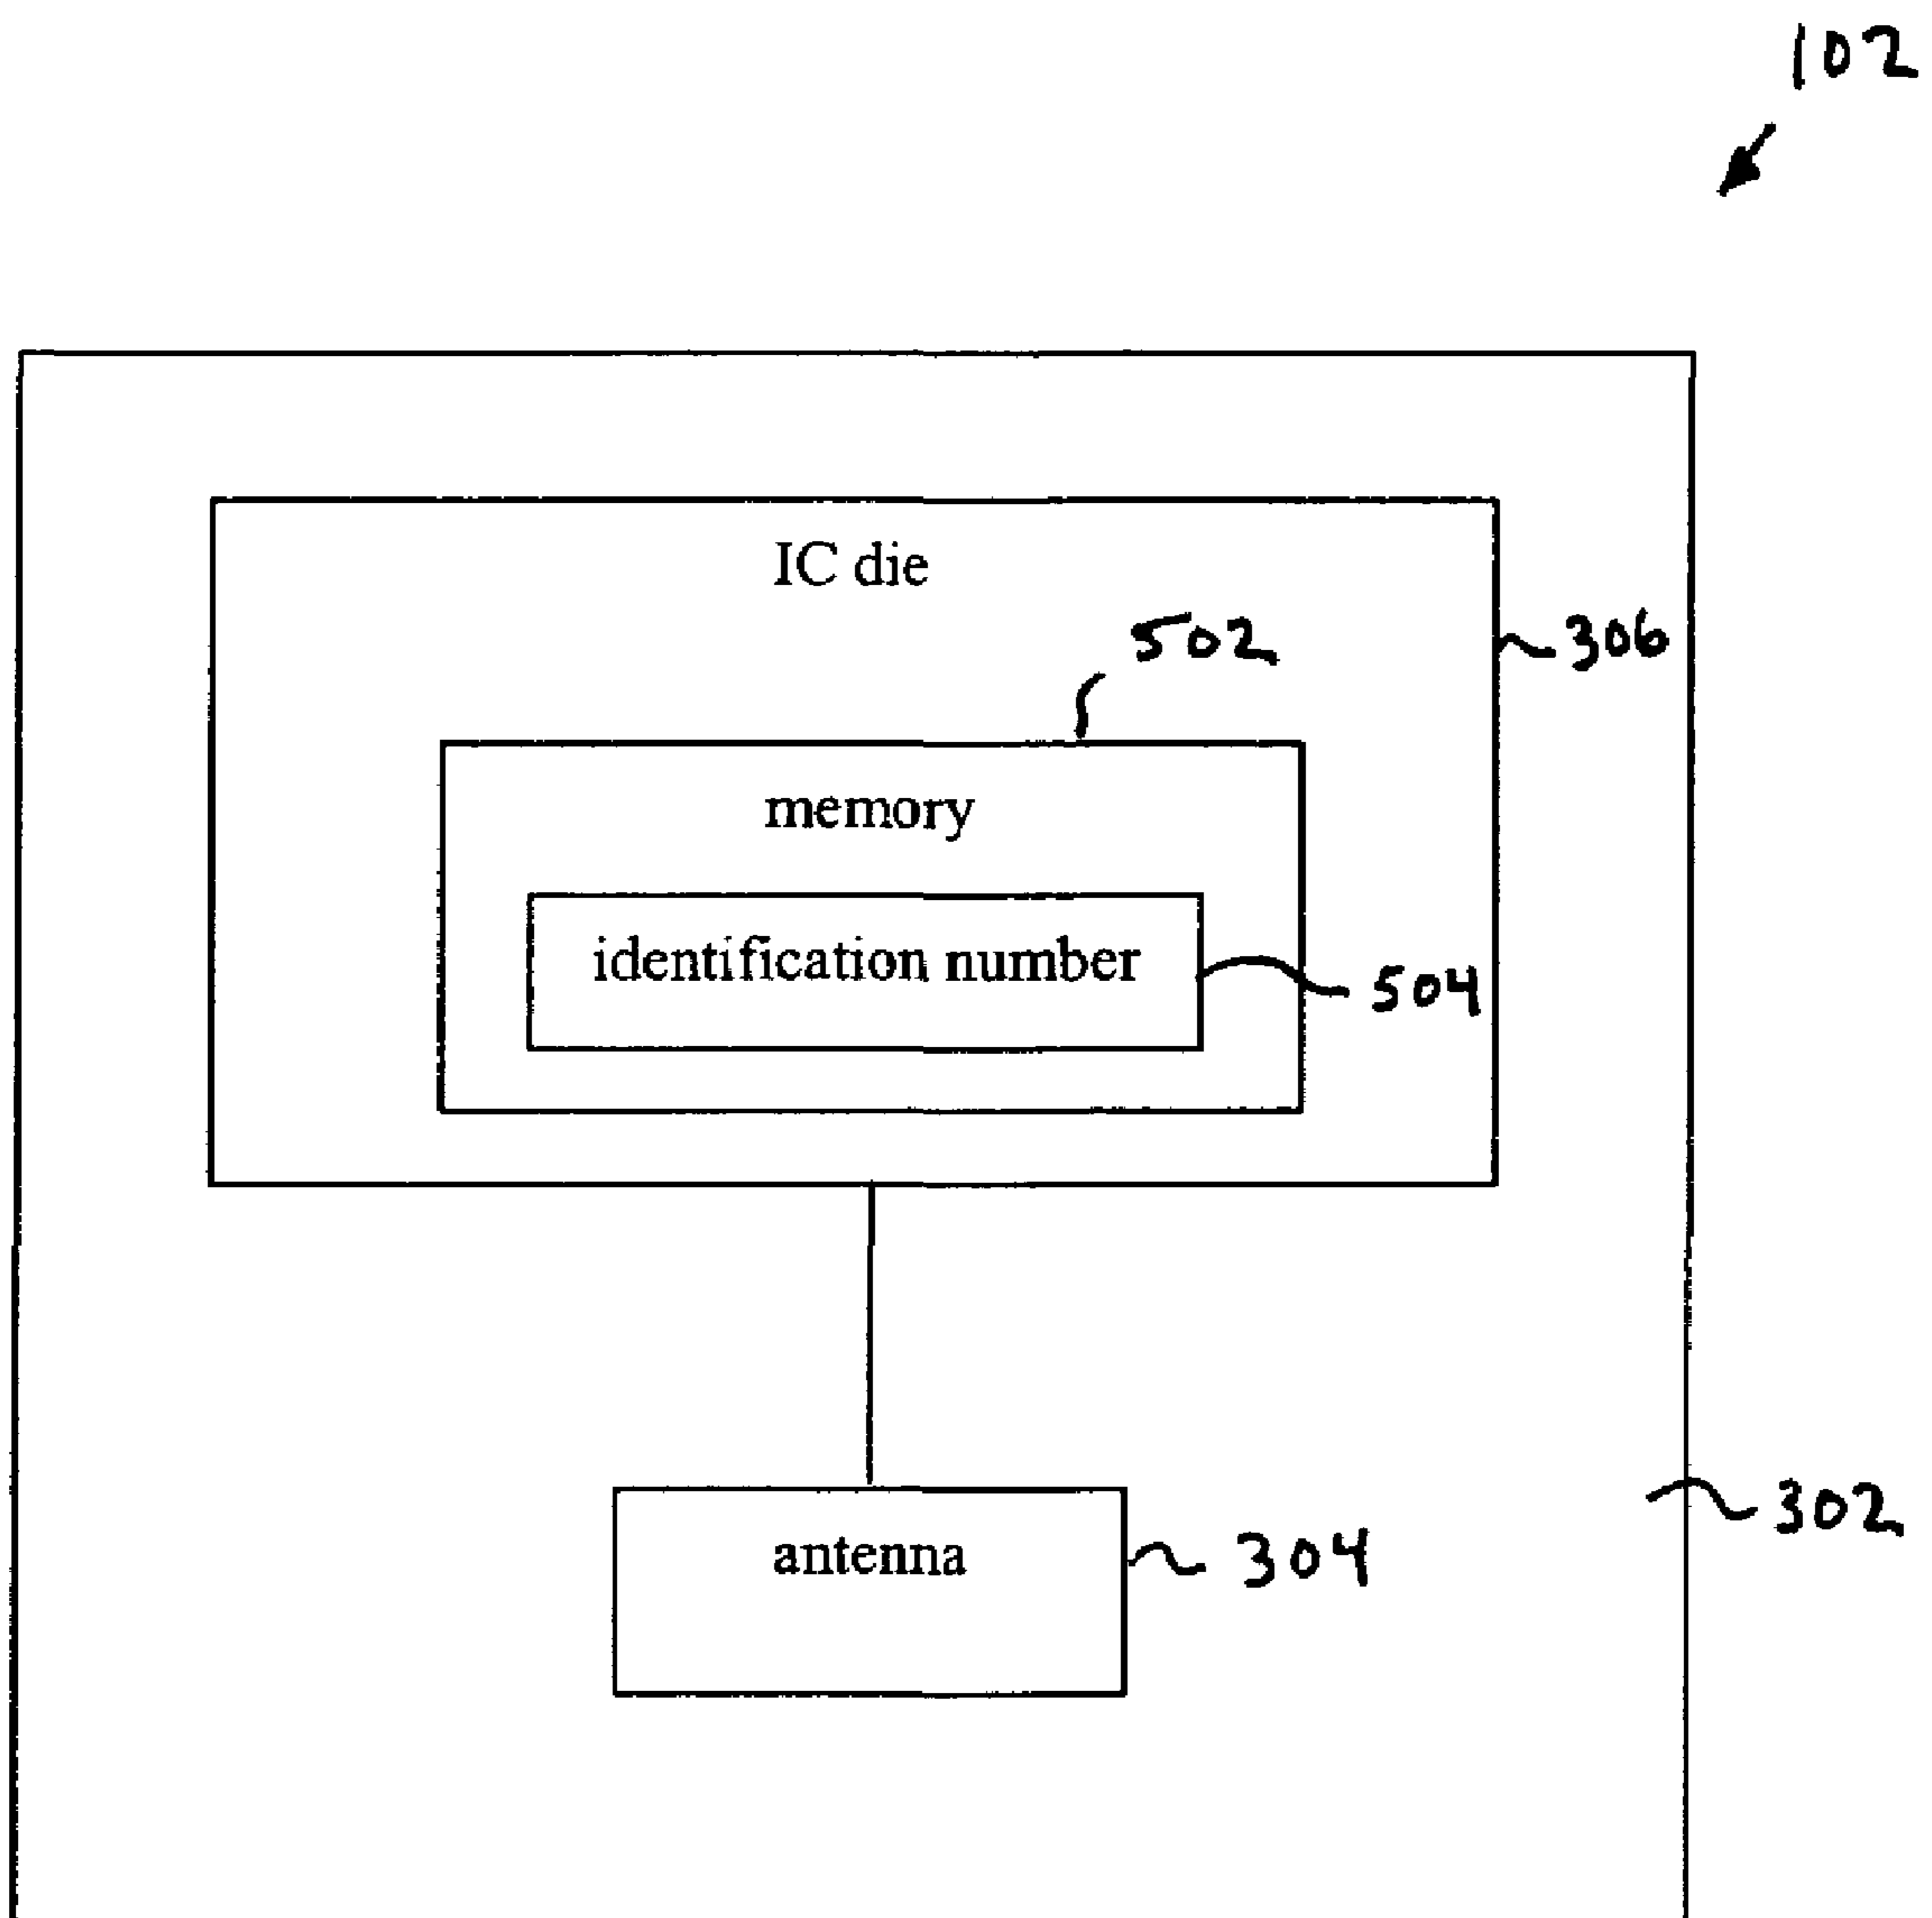 102
IC die
502
306
memory
identification number
504
antenna
304
302